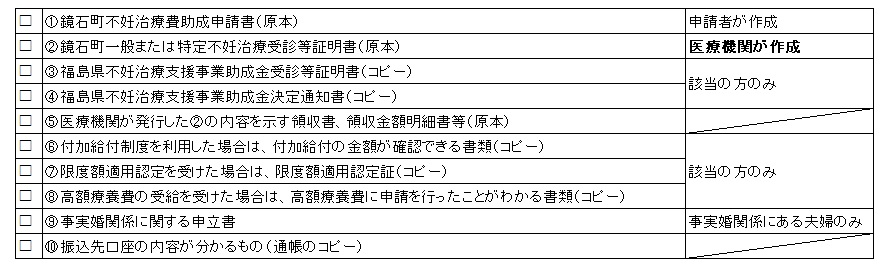 □ ①鏡石町不妊治療費助成申請書(原本) 申請者が作成
□ ②鏡石町一般または特定不妊治療受診等証明書(原本) 医療機関が作成
□ ③福島県不妊治療支援事業助成金受診等証明書(コピー) 該当の方のみ
□ ④福島県不妊治療支援事業助成金決定通知書(コピー)
□ ⑤医療機関が発行した②の内容を示す領収書、領収金額明細書等(原本)
□ ⑥付加給付制度を利用した場合は、付加給付の金額が確認できる書類(コピー)
□ ⑦限度額適用認定を受けた場合は、限度額適用認定証(コピー) 該当の方のみ
□ ⑧高額療養費の受給を受けた場合は、高額療養費に申請を行ったことがわかる書類(コピー)
□ ⑨事実婚関係に関する申立書 事実婚関係にある夫婦のみ
□ ⑩振込先口座の内容が分かるもの(通帳のコピー)